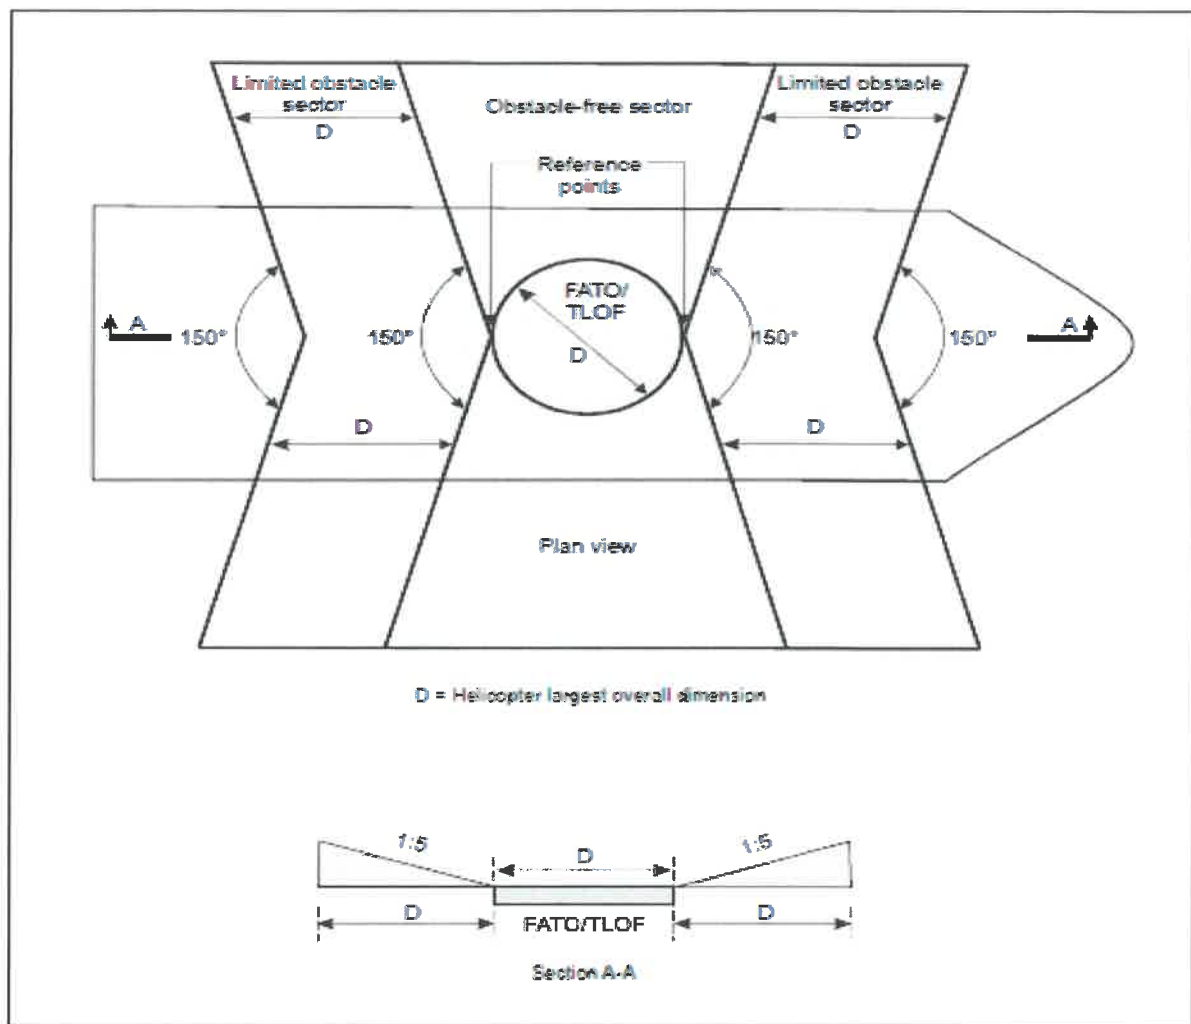 Limited obstacle
sector
D
Obstacle-free sector
Limited obstacle
sector
D
Reference
points
FATO/
TLOF
D
A
150°
150°
150°
150°
A
D
D
Plan view
D = Helicopter largest overall dimension
1:5
D
1:5
D
FATO/TLOF
D
Section A-A